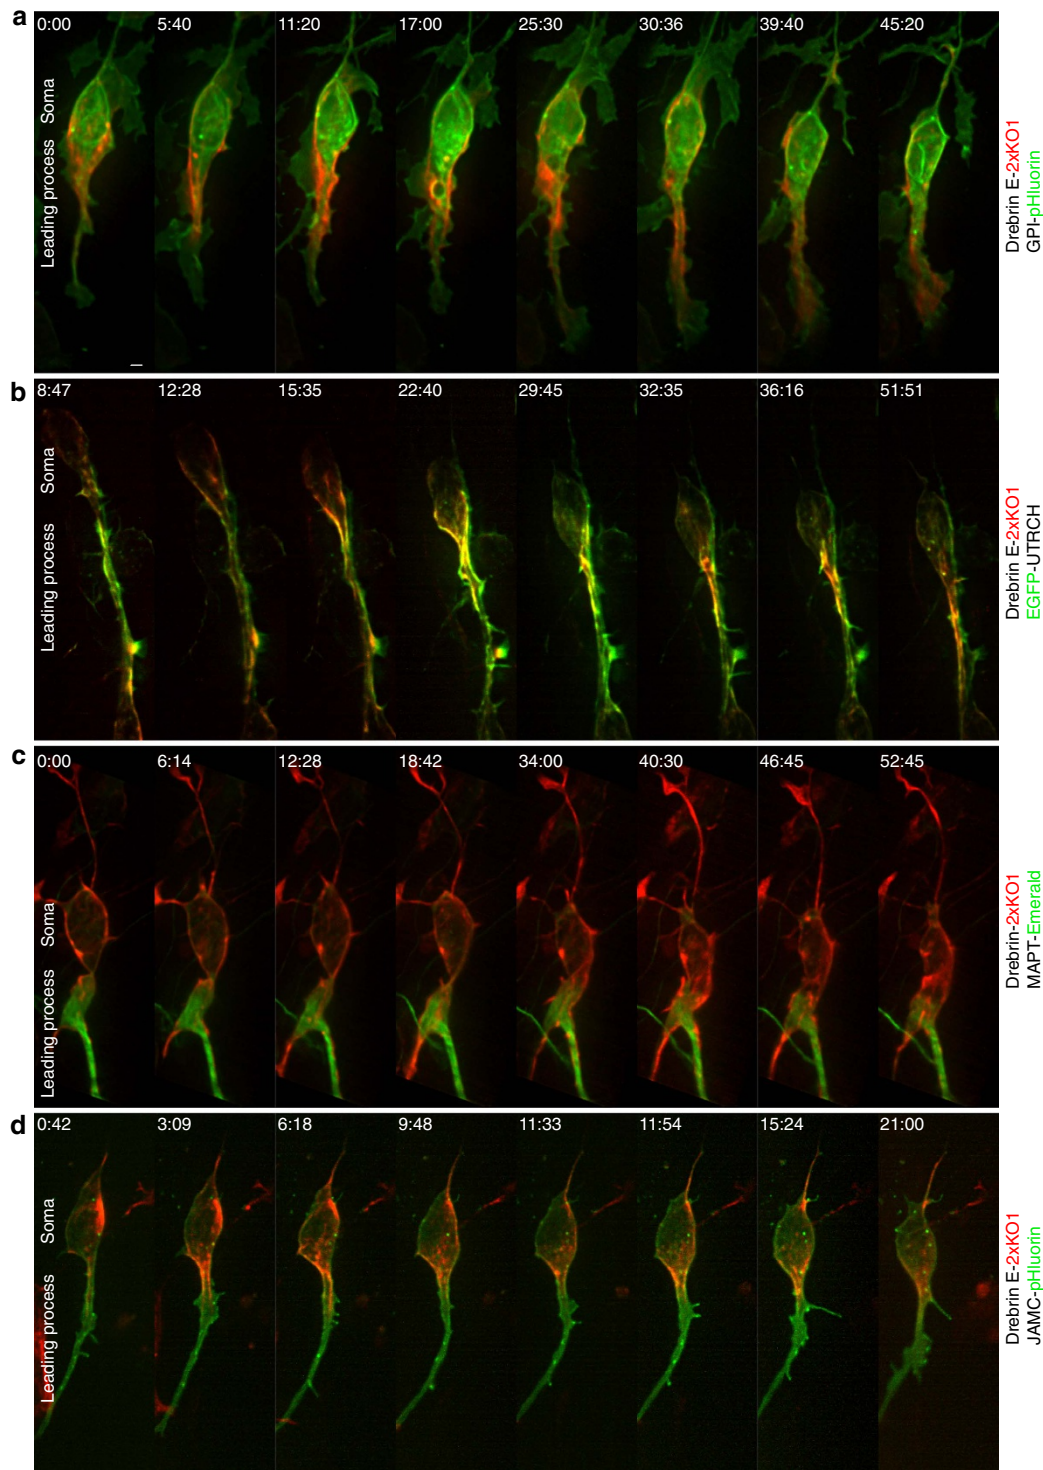 a
0:00 5:40 11:20 17:00 25:30 30:36 39:40 45:20
Soma
Leading process
Drebrin E-2xKO1
GPI-pHluorin
b
8:47 12:28 15:35 22:40 29:45 32:35 36:16 51:51
Soma
Leading process
Drebrin E-2xKO1
EGFP-UTRCH
c
0:00 6:14 12:28 18:42 34:00 40:30 46:45 52:45
Soma
Leading process
Drebrin-2xKO1
MAPT-Emerald
d
0:42 3:09 6:18 9:48 11:33 11:54 15:24 21:00
Soma
Leading process
Drebrin E-2xKO1
JAMC-pHluorin